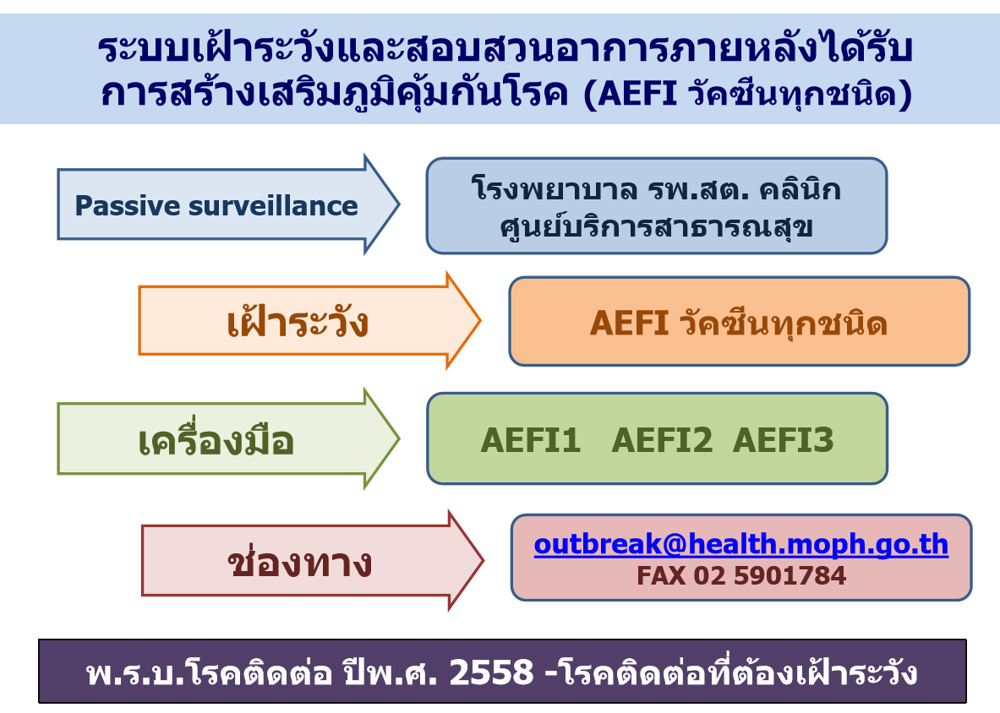 ระบบเฝ้าระวังและสอบสวนอาการภายหลังได้รับ
การสร้างเสริมภูมิคุ้มกันโรค (AEFI วัคซีนทุกชนิด)
Passive surveillance
โรงพยาบาล รพ.สต. คลินิก
ศูนย์บริการสาธารณสุข
เฝ้าระวัง
AEFI วัคซีนทุกชนิด
เครื่องมือ
AEFI1 AEFI2 AEFI3
ช่องทาง
outbreak@health.moph.go.th
FAX 02 5901784
พ.ร.บ.โรคติดต่อ ปีพ.ศ. 2558 -โรคติดต่อที่ต้องเฝ้าระวัง